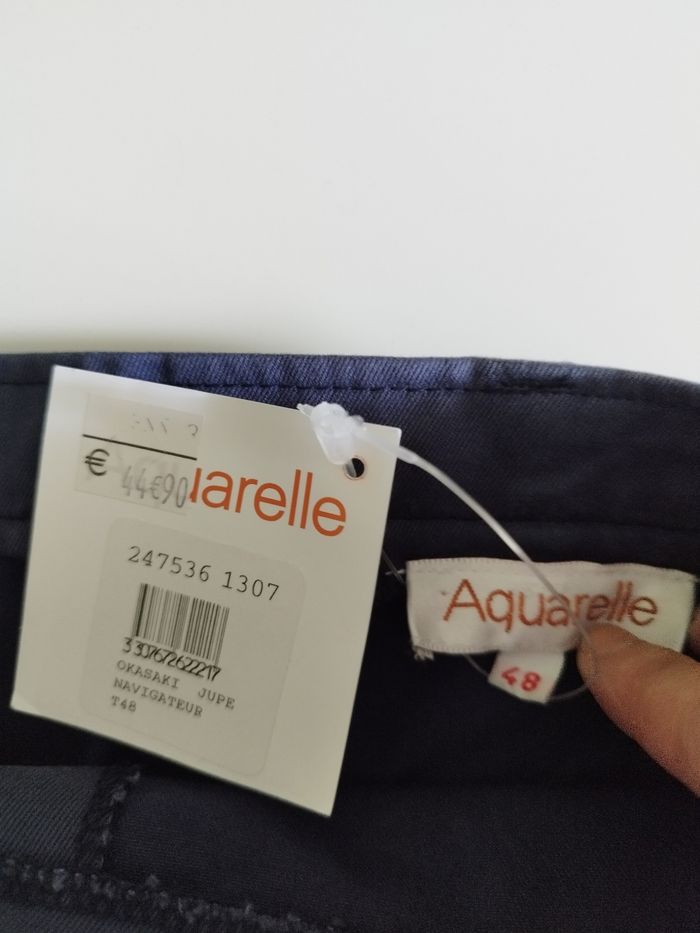 € 44€90
uarelle
247536 1307
3307672622217
OKASAKI JUPE
NAVIGATEUR
T48
Aquarelle
48